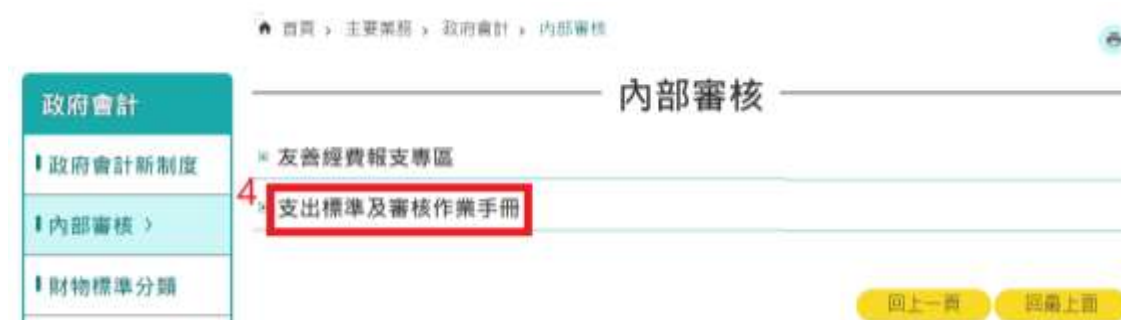 首頁 › 主要業務 › 政府會計 › 內部審核
內部審核
政府會計
政府會計新制度
內部審核 ›
財物標準分類
友善經費報支專區
4
支出標準及審核作業手冊
回上一頁
回最上面